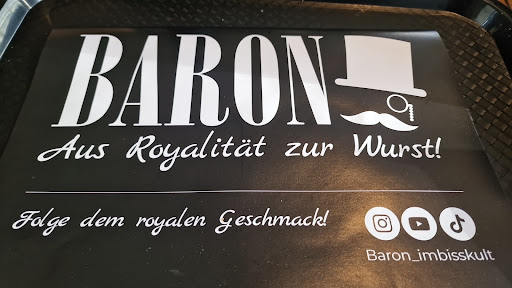 BARON
Aus Royalität zur Wurst!
Folge dem royalen Geschmack!
Baron_imbisskult